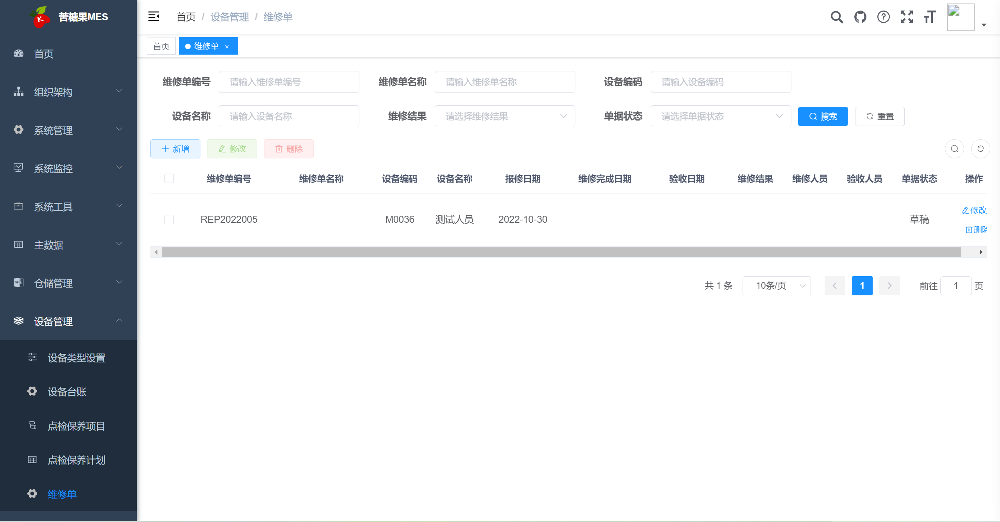 苦糖果MES
首页 / 设备管理 / 维修单
首页
维修单 ×
首页
组织架构
系统管理
系统监控
系统工具
主数据
仓储管理
设备管理
设备类型设置
设备台账
点检保养项目
点检保养计划
维修单
维修单编号 请输入维修单编号 维修单名称 请输入维修单名称 设备编码 请输入设备编码
设备名称 请输入设备名称 维修结果 请选择维修结果 单据状态 请选择单据状态 搜索 重置
新增 修改 删除
维修单编号 维修单名称 设备编码 设备名称 报修日期 维修完成日期 验收日期 维修结果 维修人员 验收人员 单据状态 操作
REP2022005 M0036 测试人员 2022-10-30 草稿 修改
删除
共 1 条 10条/页 1 前往 1 页